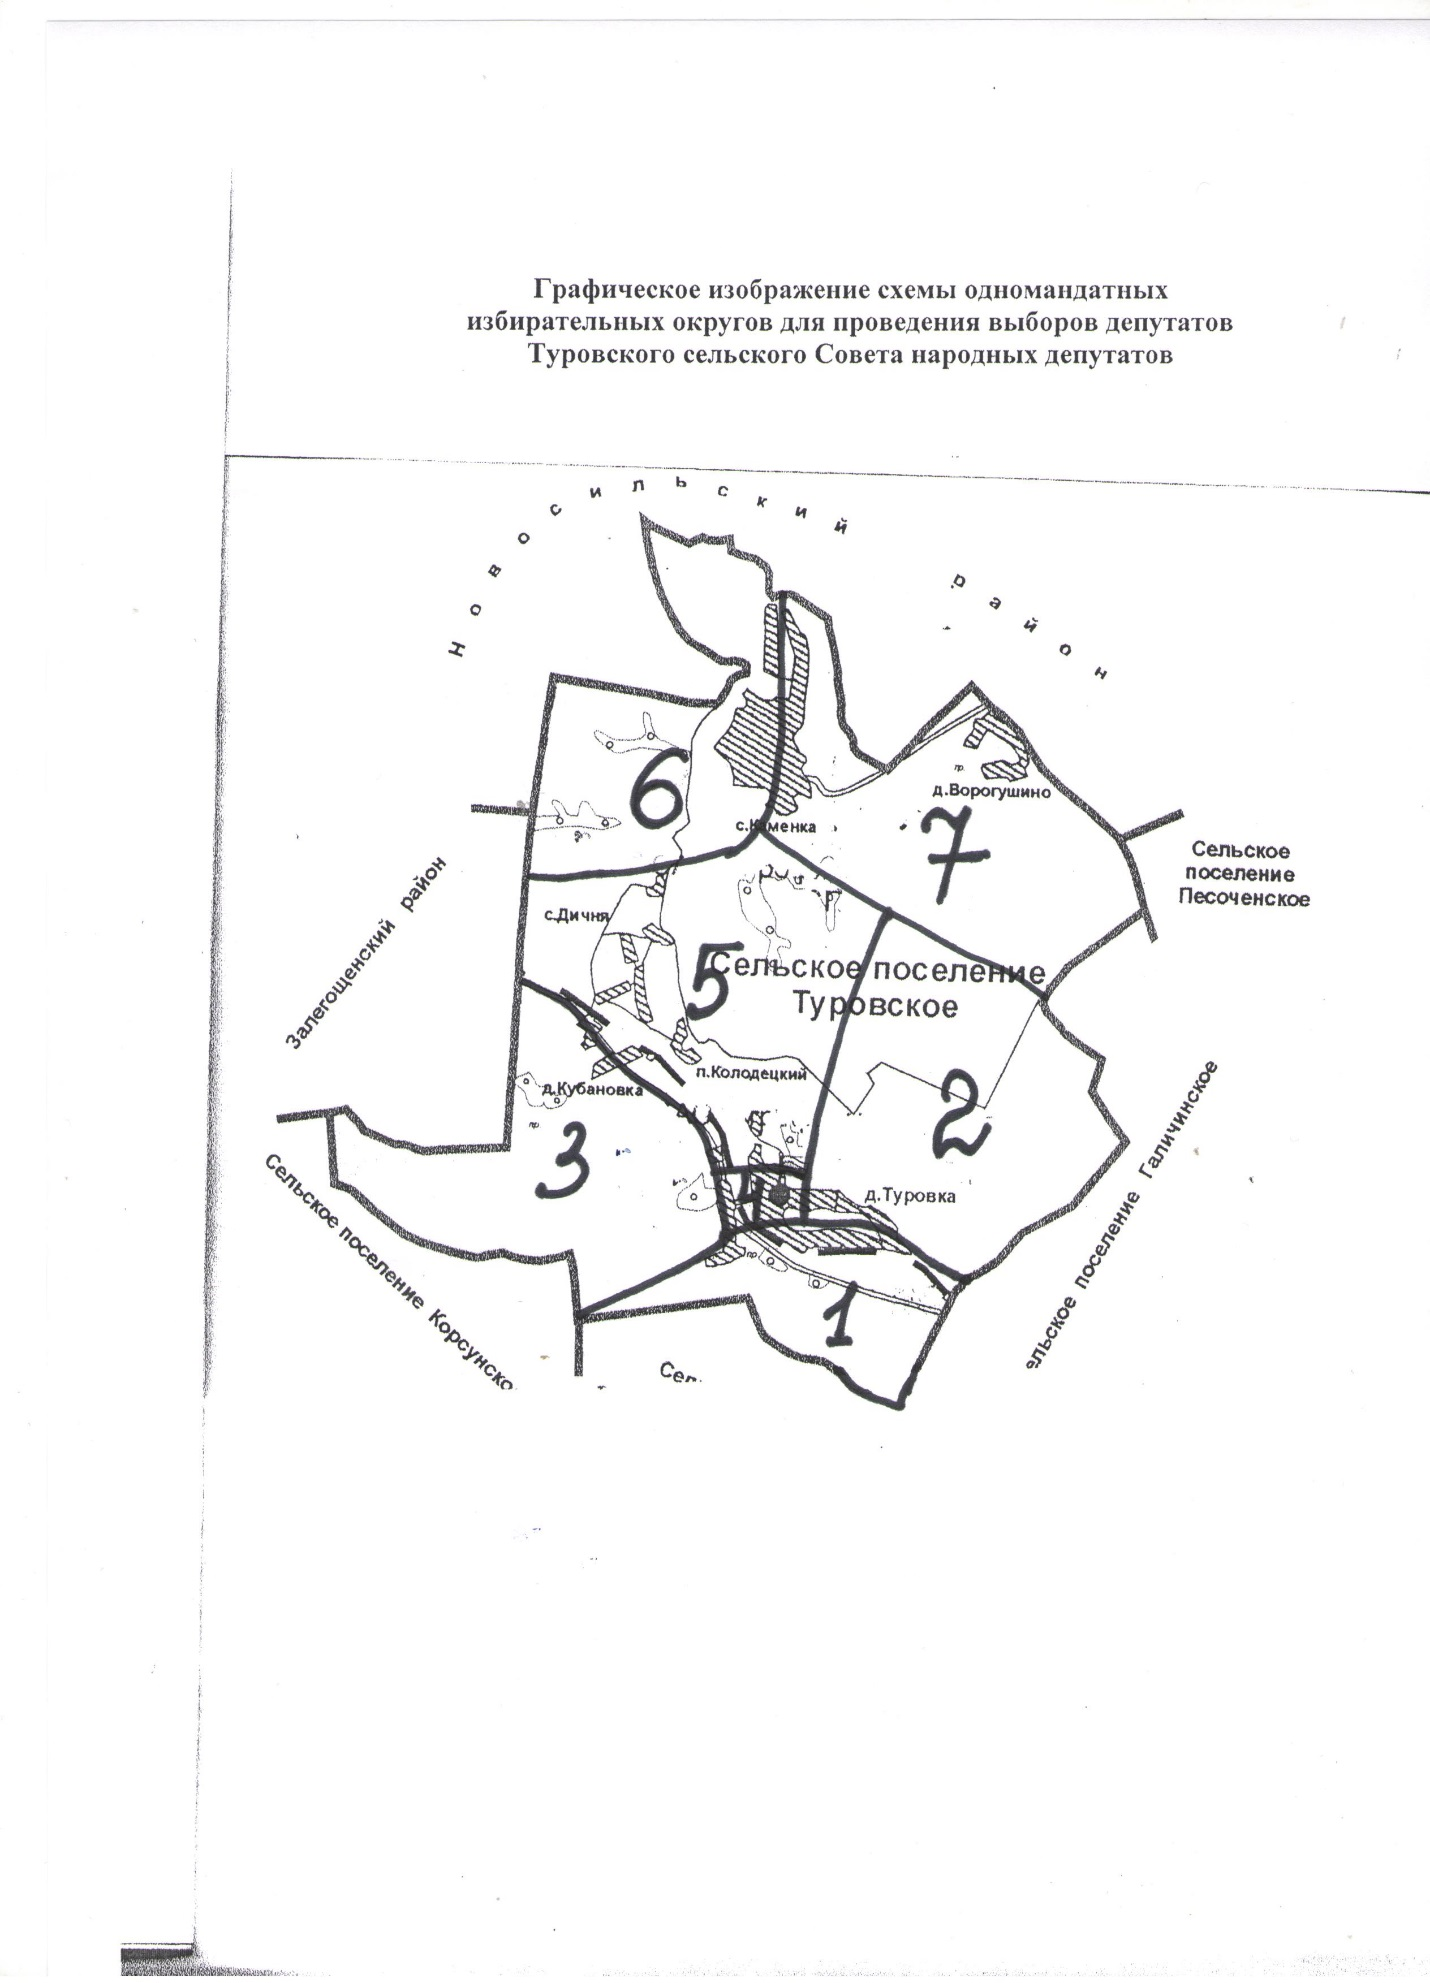 Графическое изображение схемы одномандатных
избирательных округов для проведения выборов депутатов
Туровского сельского Совета народных депутатов
Новосильский район
6
д.Ворогушино
с.Каменка
7
Сельское
поселение
Песоченское
Залегощенский район
с.Дичня
5
Сельское поселение
Туровское
п.Колодецкий
д.Кубановка
2
3
4
д.Туровка
Сельское поселение Корсунско
ельское поселение Галичинское
1
Сел